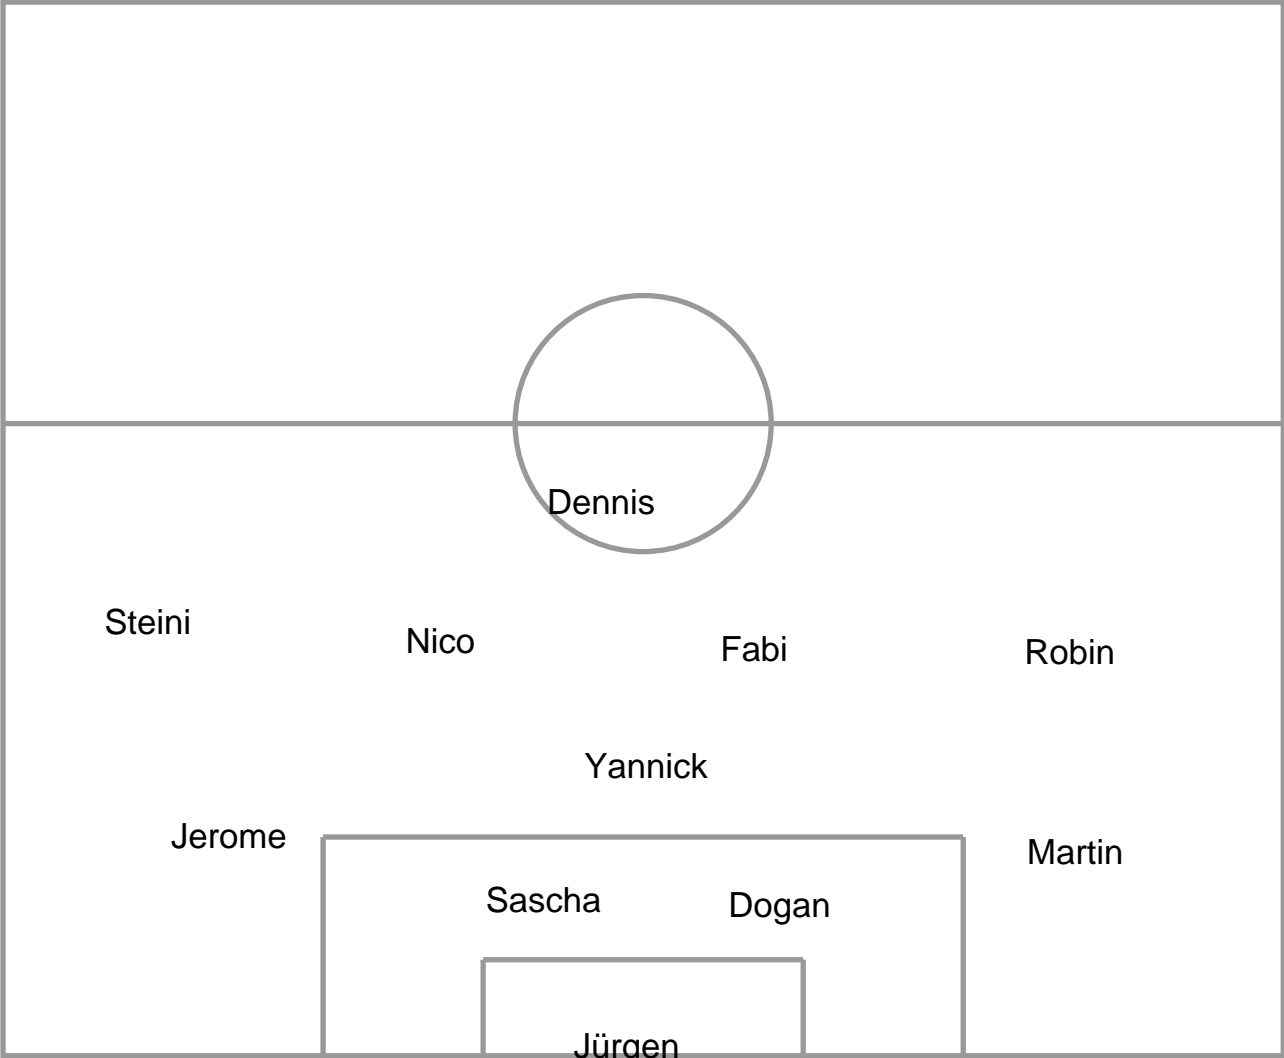 Dennis
Steini
Nico
Fabi
Robin
Yannick
Jerome
Martin
Sascha
Dogan
Jürgen